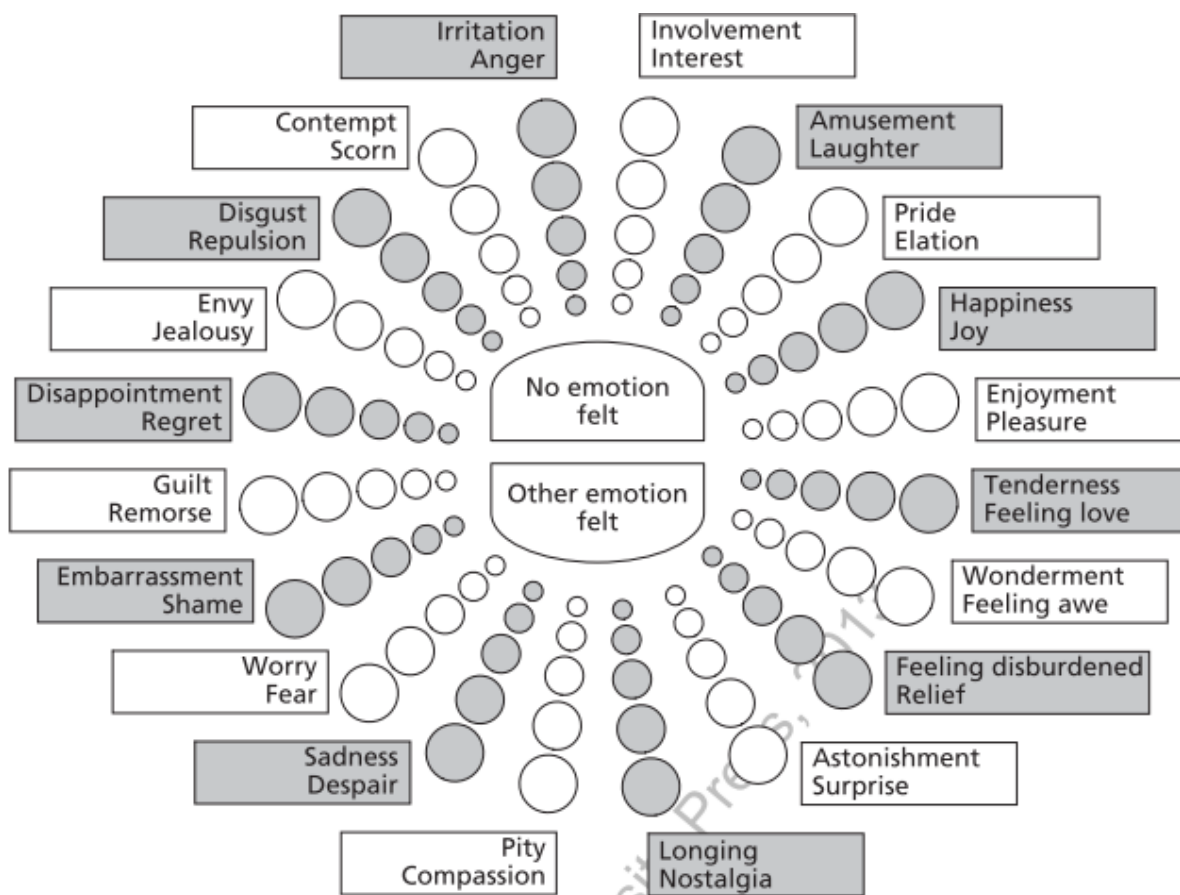 Irritation
Anger
Involvement
Interest
Contempt
Scorn
Amusement
Laughter
Disgust
Repulsion
Pride
Elation
Envy
Jealousy
Happiness
Joy
No emotion
felt
Disappointment
Regret
Enjoyment
Pleasure
Guilt
Remorse
Other emotion
felt
Tenderness
Feeling love
Embarrassment
Shame
Wonderment
Feeling awe
Worry
Fear
Feeling disburdened
Relief
Sadness
Despair
Astonishment
Surprise
Pity
Compassion
Longing
Nostalgia